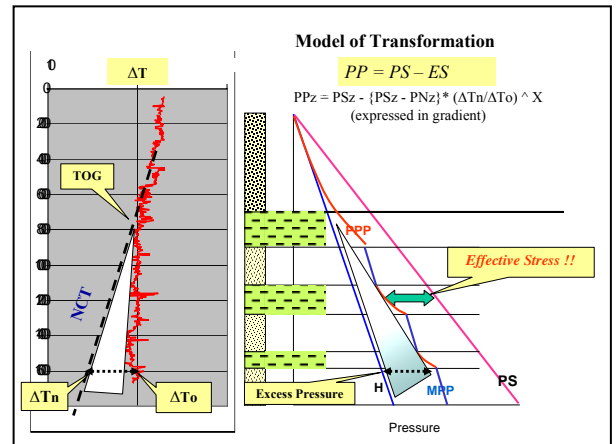 Model of Transformation
ΔT
PP = PS – ES
PPz = PSz - {PSz - PNz}* (ΔTn/ΔTo) ^ X
(expressed in gradient)
0
TOG
NCT
ΔTn
ΔTo
PPP
Effective Stress !!
Excess Pressure
H
MPP
PS
Pressure